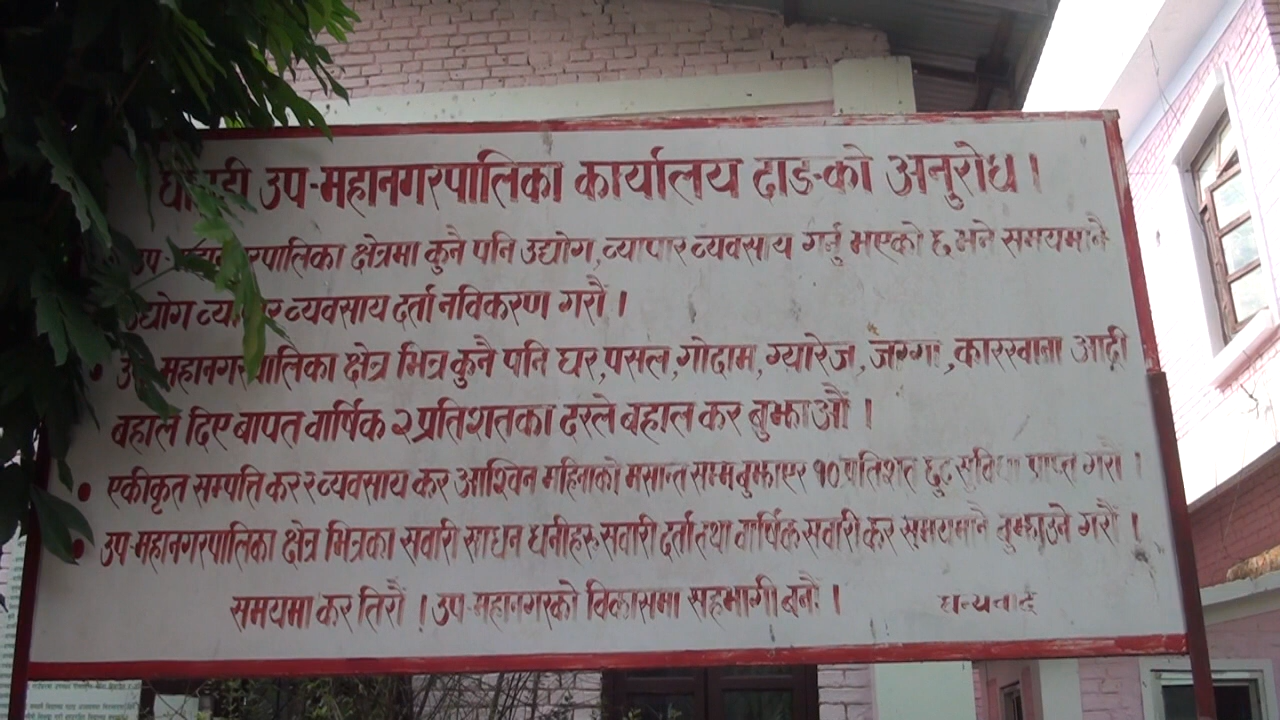 उप-महानगरपालिका कार्यालय दाङ-को अनुरोध।
क्षेत्रमा कुनै पनि उद्योग, व्यापार व्यवसाय गर्नु भएको छ भने समयमानै
उद्योग व्यापार व्यवसाय दर्ता नविकरण गरौं ।
• उप-महानगरपालिका क्षेत्र भित्र कुनै पनि घर, पसल, गोदाम, ग्यारेज, जग्गा, कारखाना आदी
वहाल दिए बापत वार्षिक २ प्रतिशतका दरले वहाल कर बुझाऔं ।
• एकीकृत सम्पत्ति कर र व्यवसाय कर आश्विन महिनाको मसान्त सम्म बुझाएर १० प्रतिशत छुट सुविधा प्राप्त गरौं ।
• उप-महानगरपालिका क्षेत्र भित्रका सवारी साधन धनीहरु सवारी दर्ता तथा वार्षिक सवारी कर समयमानै बुझाउने गरौं ।
समयमा कर तिरौं ! उप-महानगरको विकासमा सहभागी बनौं ।
धन्यवाद